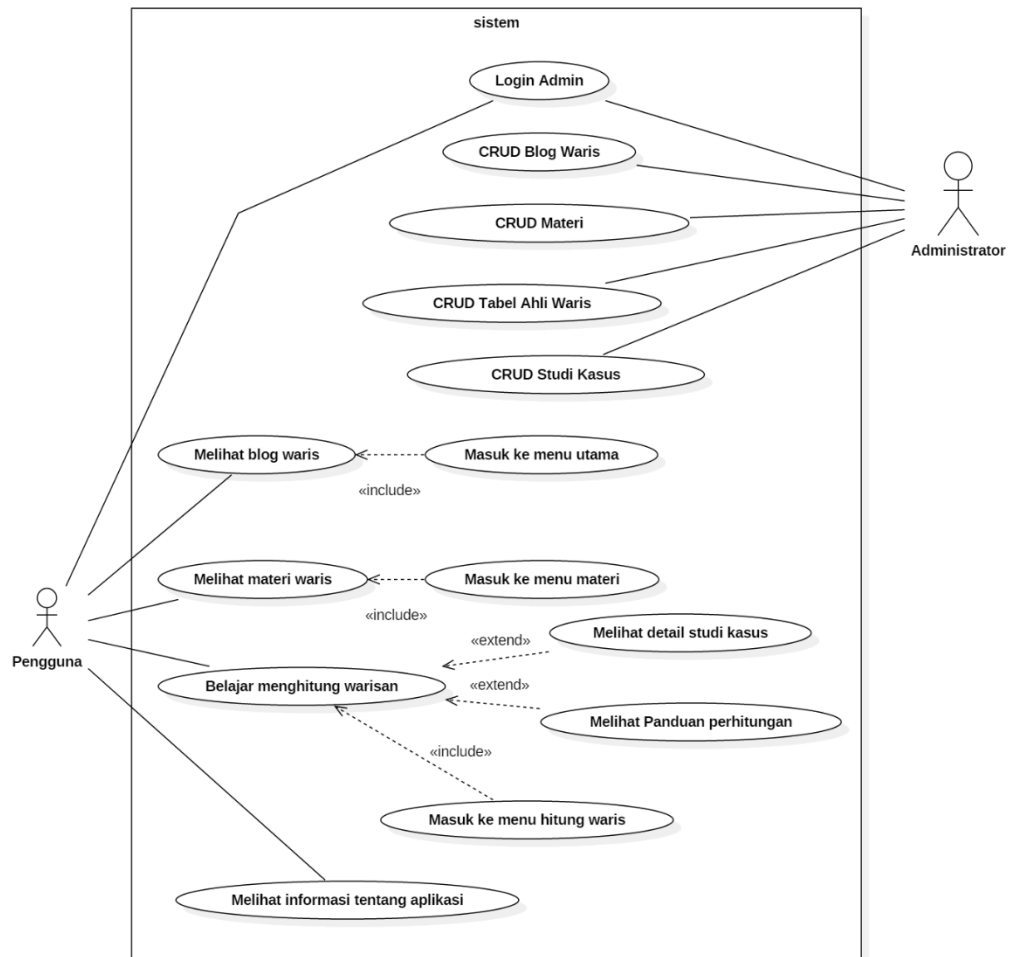 sistem
Login Admin
CRUD Blog Waris
CRUD Materi
Administrator
CRUD Tabel Ahli Waris
CRUD Studi Kasus
Melihat blog waris
Masuk ke menu utama
«include»
Melihat materi waris
Masuk ke menu materi
«include»
Melihat detail studi kasus
«extend»
Pengguna
Belajar menghitung warisan
«extend»
Melihat Panduan perhitungan
«include»
Masuk ke menu hitung waris
Melihat informasi tentang aplikasi